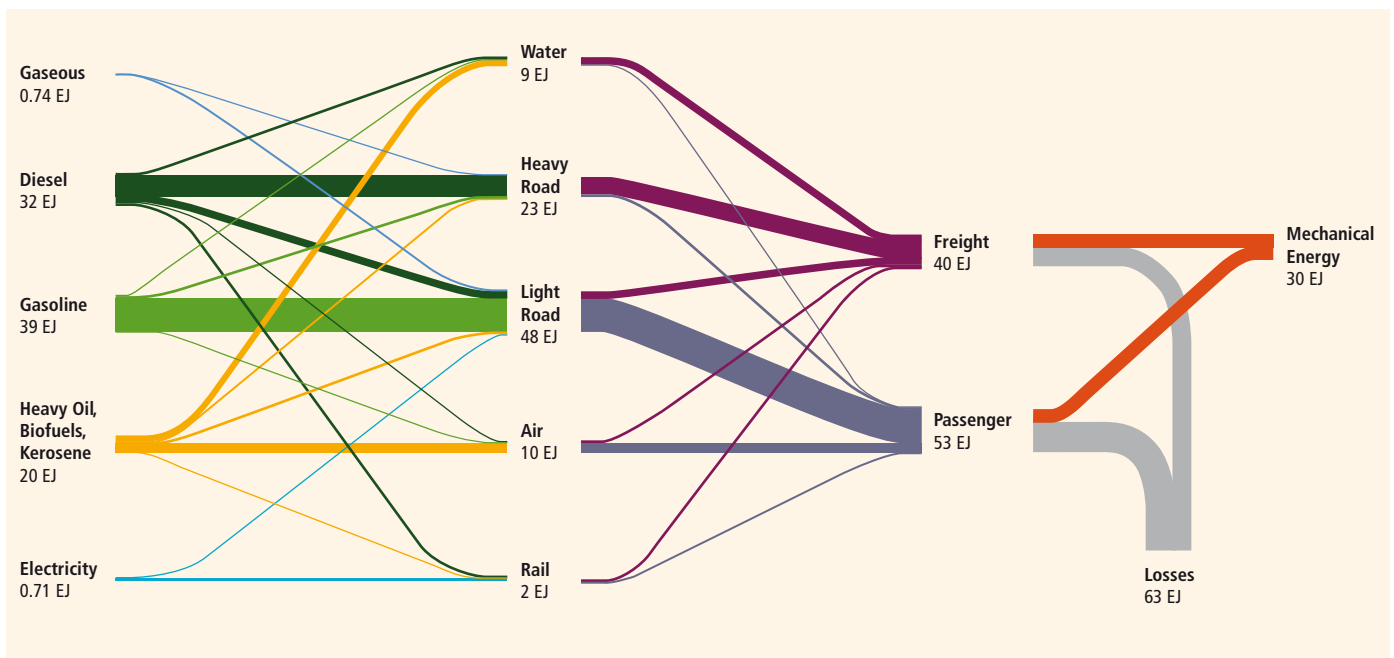 Gaseous
0.74 EJ
Diesel
32 EJ
Gasoline
39 EJ
Heavy Oil,
Biofuels,
Kerosene
20 EJ
Electricity
0.71 EJ
Water
9 EJ
Heavy
Road
23 EJ
Light
Road
48 EJ
Air
10 EJ
Rail
2 EJ
Freight
40 EJ
Passenger
53 EJ
Mechanical
Energy
30 EJ
Losses
63 EJ